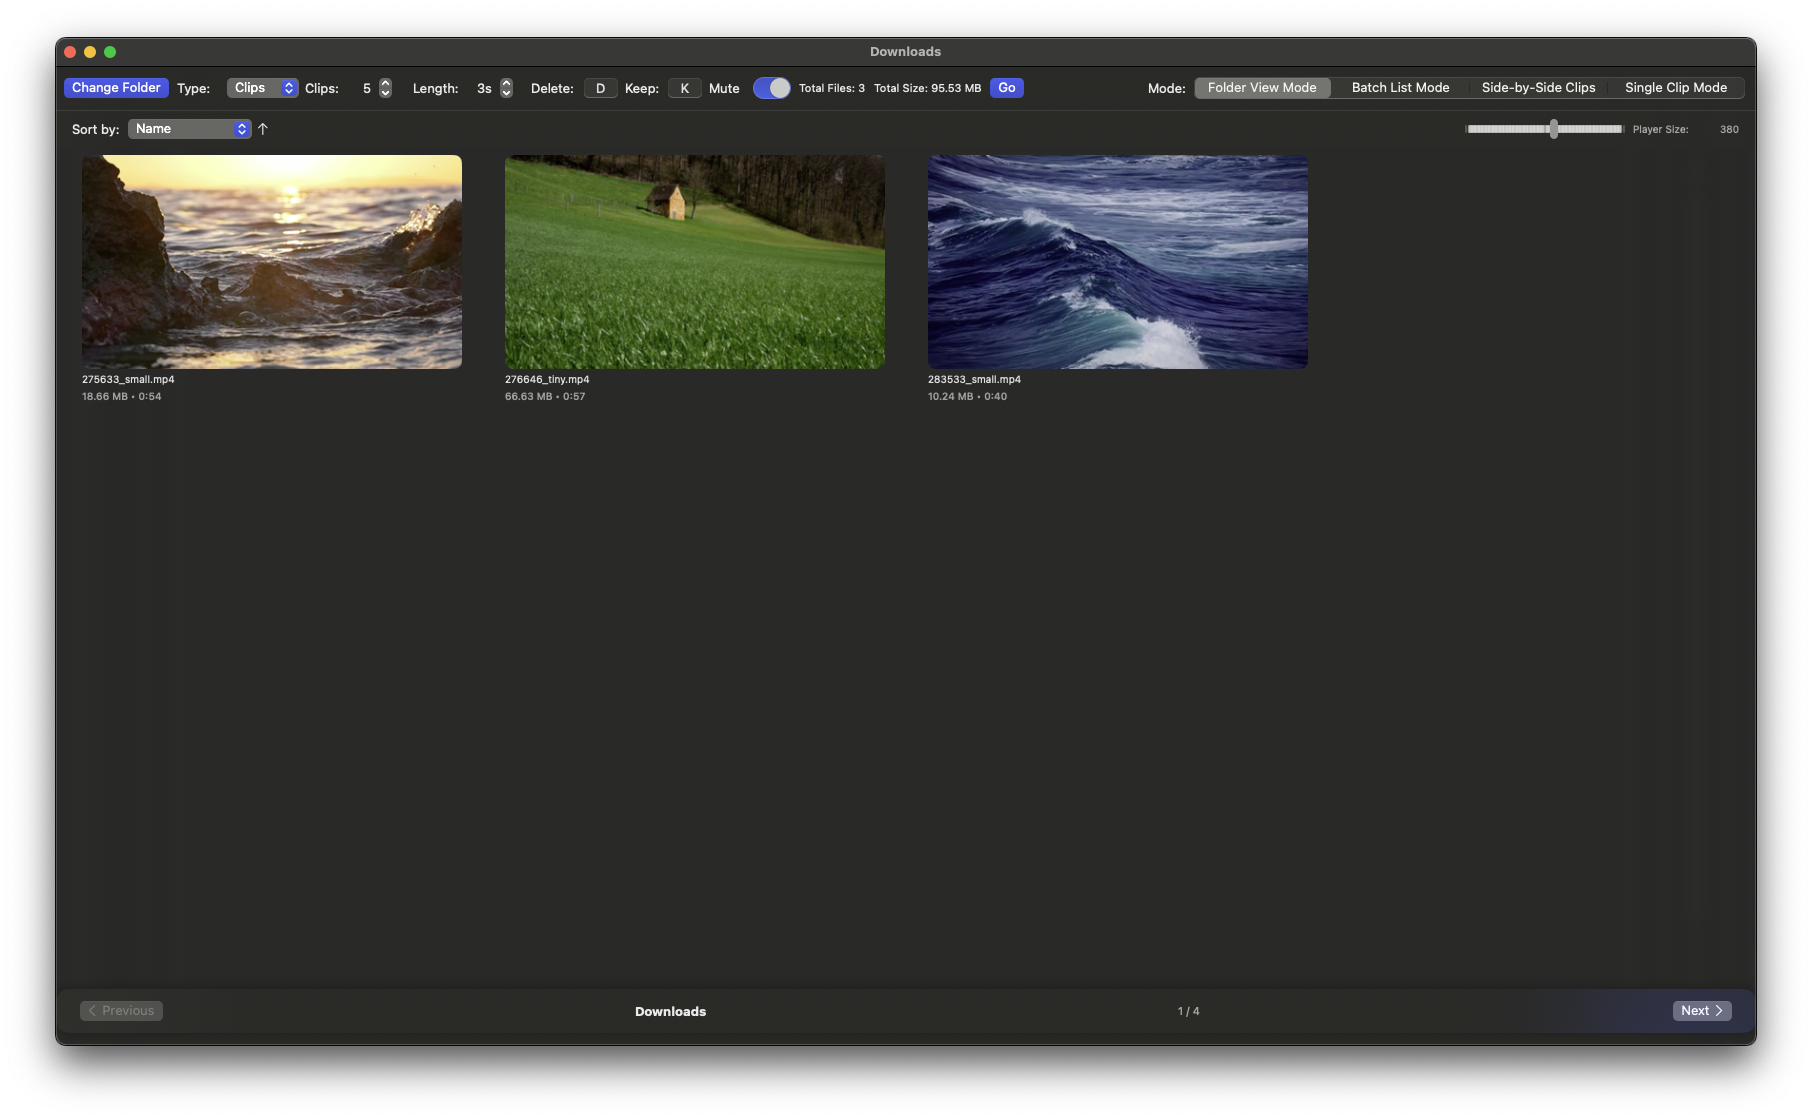 Downloads
Change Folder Type: Clips Clips: 5 Length: 3s Delete: D Keep: K Mute Total Files: 3 Total Size: 95.53 MB Go Mode: Folder View Mode Batch List Mode Side-by-Side Clips Single Clip Mode
Sort by: Name Player Size: 380
275633_small.mp4
18.66 MB • 0:54
276646_tiny.mp4
66.63 MB • 0:57
283533_small.mp4
10.24 MB • 0:40
Previous Downloads 1 / 4 Next